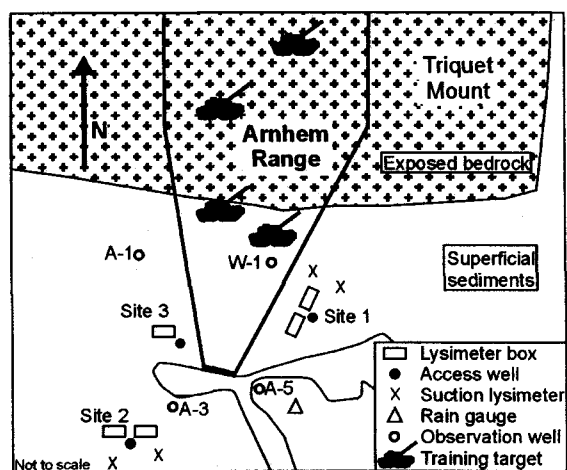 Triquet
Mount
N
Arnhem
Range
Exposed bedrock
A-1
W-1
Superficial
sediments
Site 3
Site 1
A-5
A-3
Site 2
Not to scale
Lysimeter box
Access well
Suction lysimeter
Rain gauge
Observation well
Training target